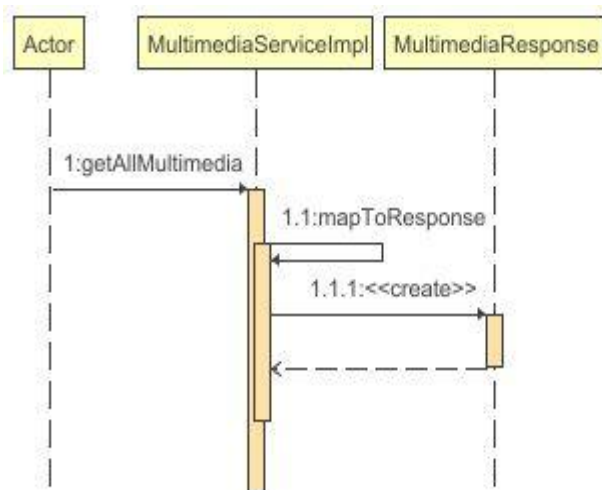 Actor
MultimediaServiceImpl
MultimediaResponse
1:getAllMultimedia
1.1:mapToResponse
1.1.1:<<create>>